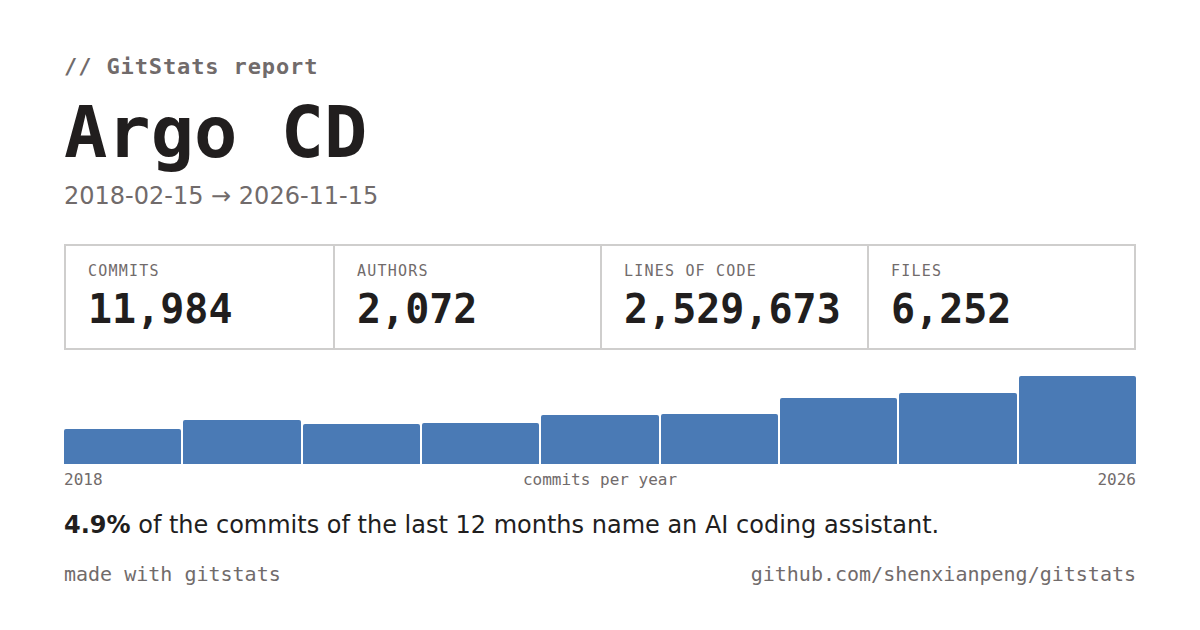 // GitStats report
Argo CD
2018-02-15 → 2026-11-15
COMMITS AUTHORS LINES OF CODE FILES
11,984 2,072 2,529,673 6,252
2018 commits per year 2026
4.9% of the commits of the last 12 months name an AI coding assistant.
made with gitstats github.com/shenxianpeng/gitstats